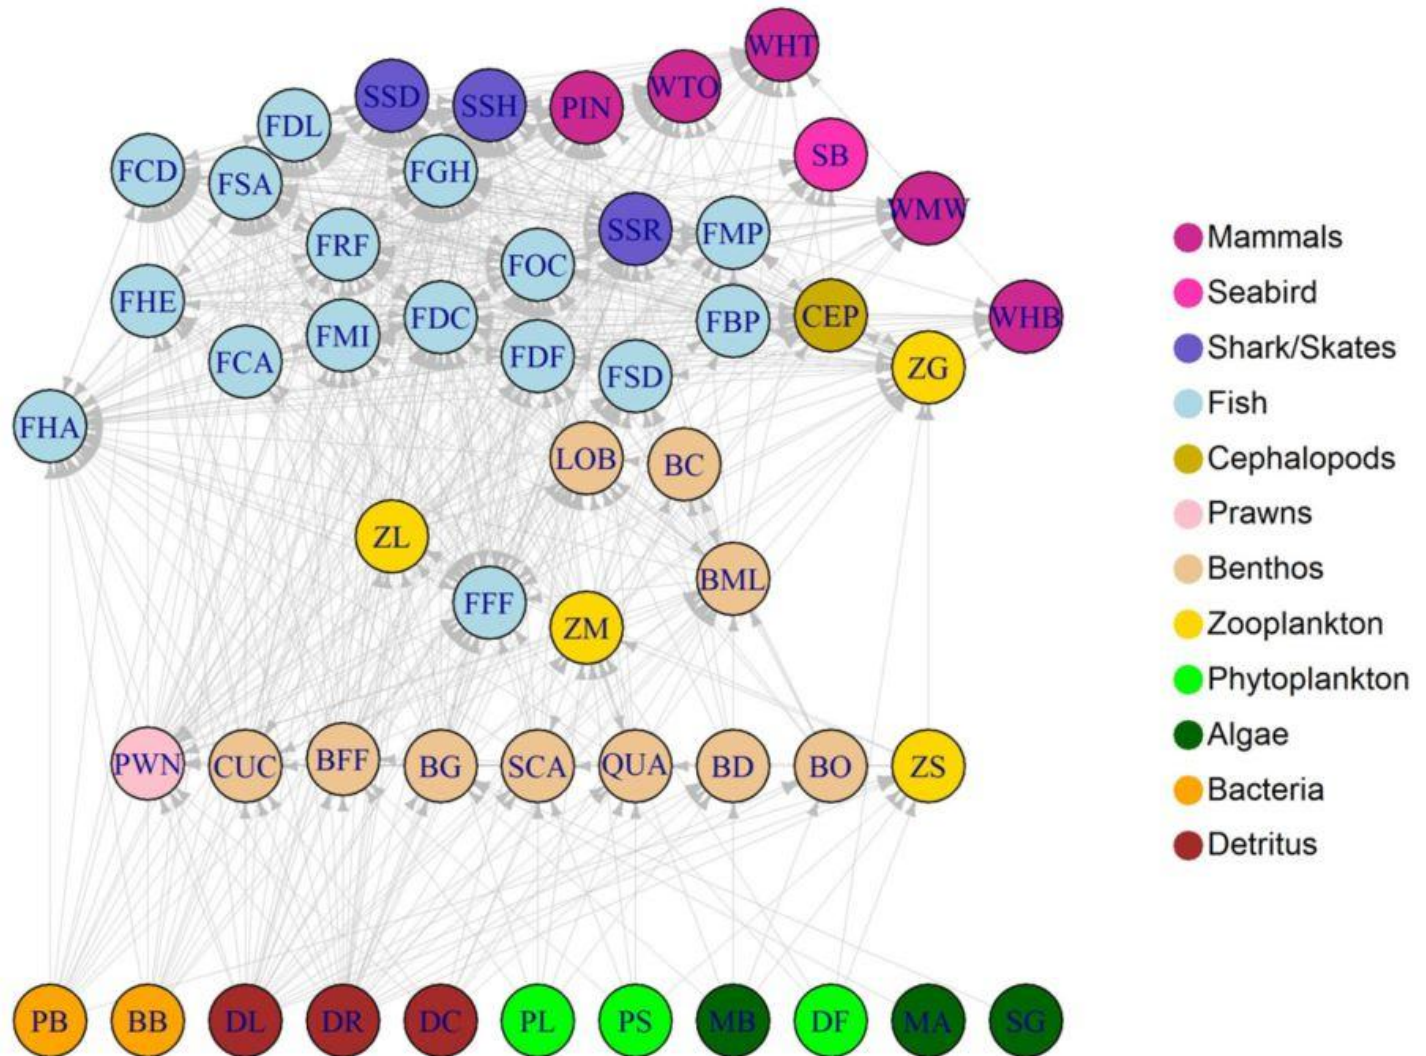 WHT
WTO
SSD
SSH
PIN
FDL
SB
FCD
FSA
FGH
WMW
SSR
FMP
FRF
FOC
FHE
FMI
FDC
FBP
CEP
WHB
FCA
FDF
FSD
ZG
FHA
LOB
BC
ZL
BML
FFF
ZM
PWN
CUC
BFF
BG
SCA
QUA
BD
BO
ZS
PB
BB
DL
DR
DC
PL
PS
MB
DF
MA
SG
Mammals
Seabird
Shark/Skates
Fish
Cephalopods
Prawns
Benthos
Zooplankton
Phytoplankton
Algae
Bacteria
Detritus